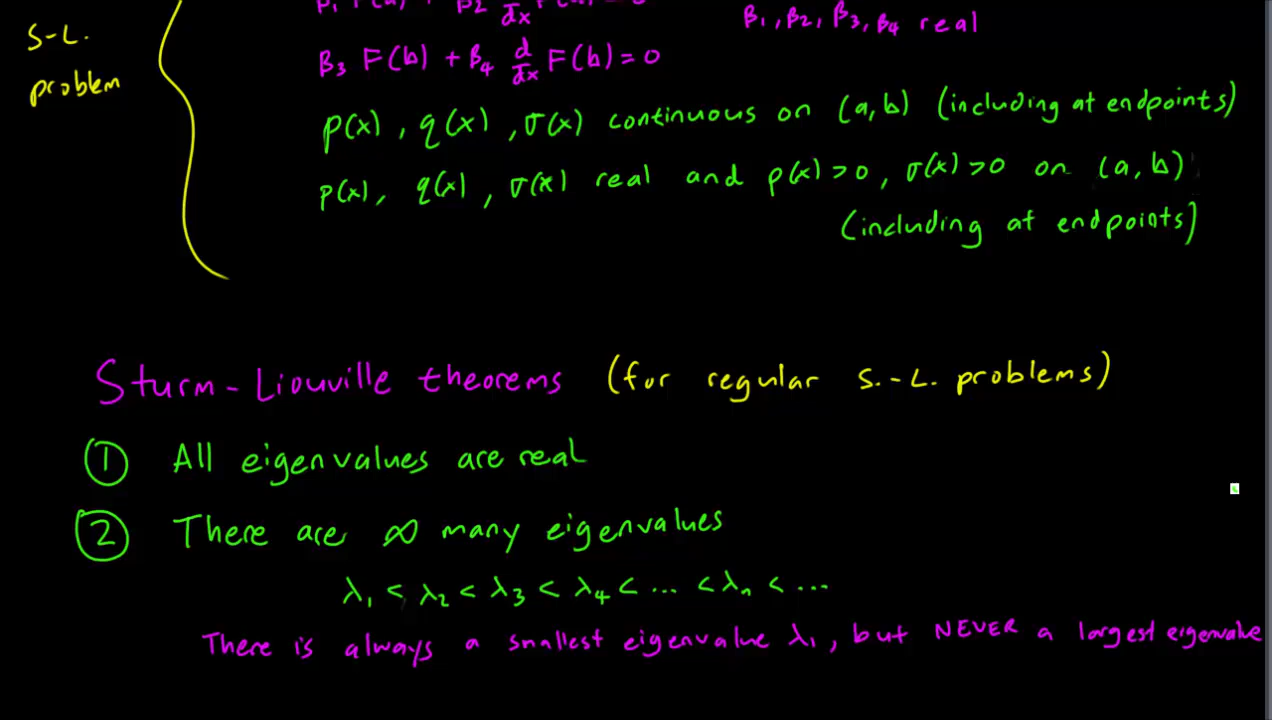 S-L.
problem
β₁, β₂, β₃, β₄ real
β₃ F(b) + β₄ d/dx F(b) = 0
p(x), q(x), σ(x) continuous on (a, b) (including at endpoints)
p(x), q(x), σ(x) real and p(x) > 0, σ(x) > 0 on (a, b)
(including at endpoints)
Sturm-Liouville theorems (for regular S.-L. problems)
① All eigenvalues are real
② There are ∞ many eigenvalues
λ₁ < λ₂ < λ₃ < λ₄ < ... < λₙ < ...
There is always a smallest eigenvalue λ₁, but NEVER a largest eigenvalue